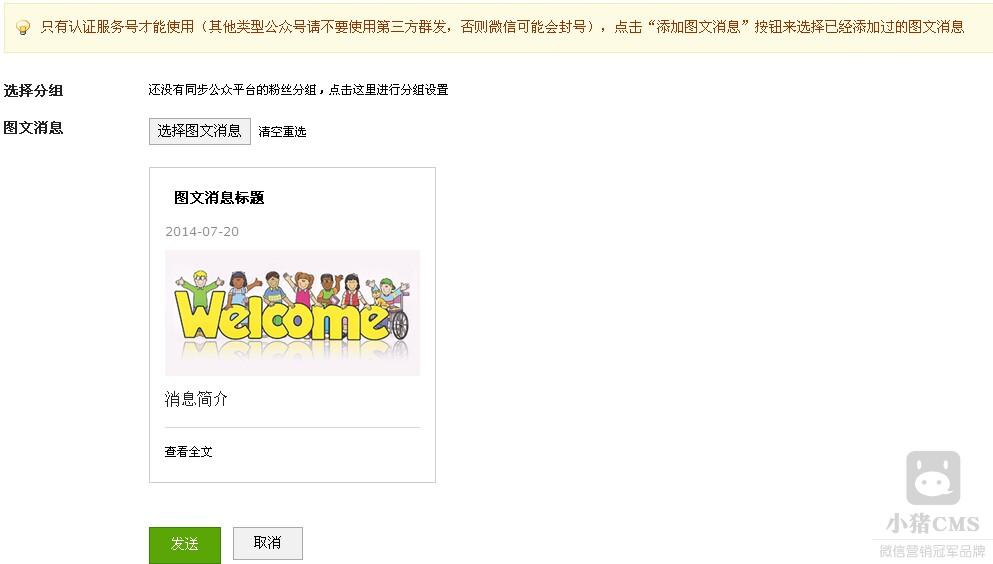 只有认证服务号才能使用（其他类型公众号请不要使用第三方群发，否则微信可能会封号），点击“添加图文消息”按钮来选择已经添加过的图文消息
选择分组 还没有同步公众平台的粉丝分组，点击这里进行分组设置
图文消息 选择图文消息 清空重选
图文消息标题
2014-07-20
Welcome
消息简介
查看全文
发送 取消
小猪CMS
微信营销冠军品牌